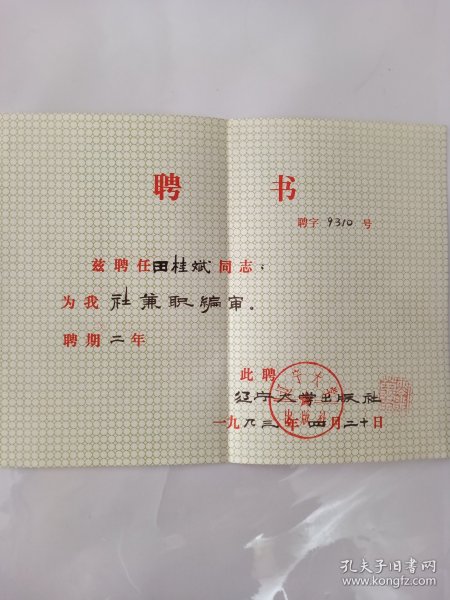 聘书
聘字 9310 号
兹聘任田桂斌同志:
为我社兼职编审.
聘期二年
此聘
辽宁大学出版社
一九九三年四月二十日
孔夫子旧书网
www.kongfz.com